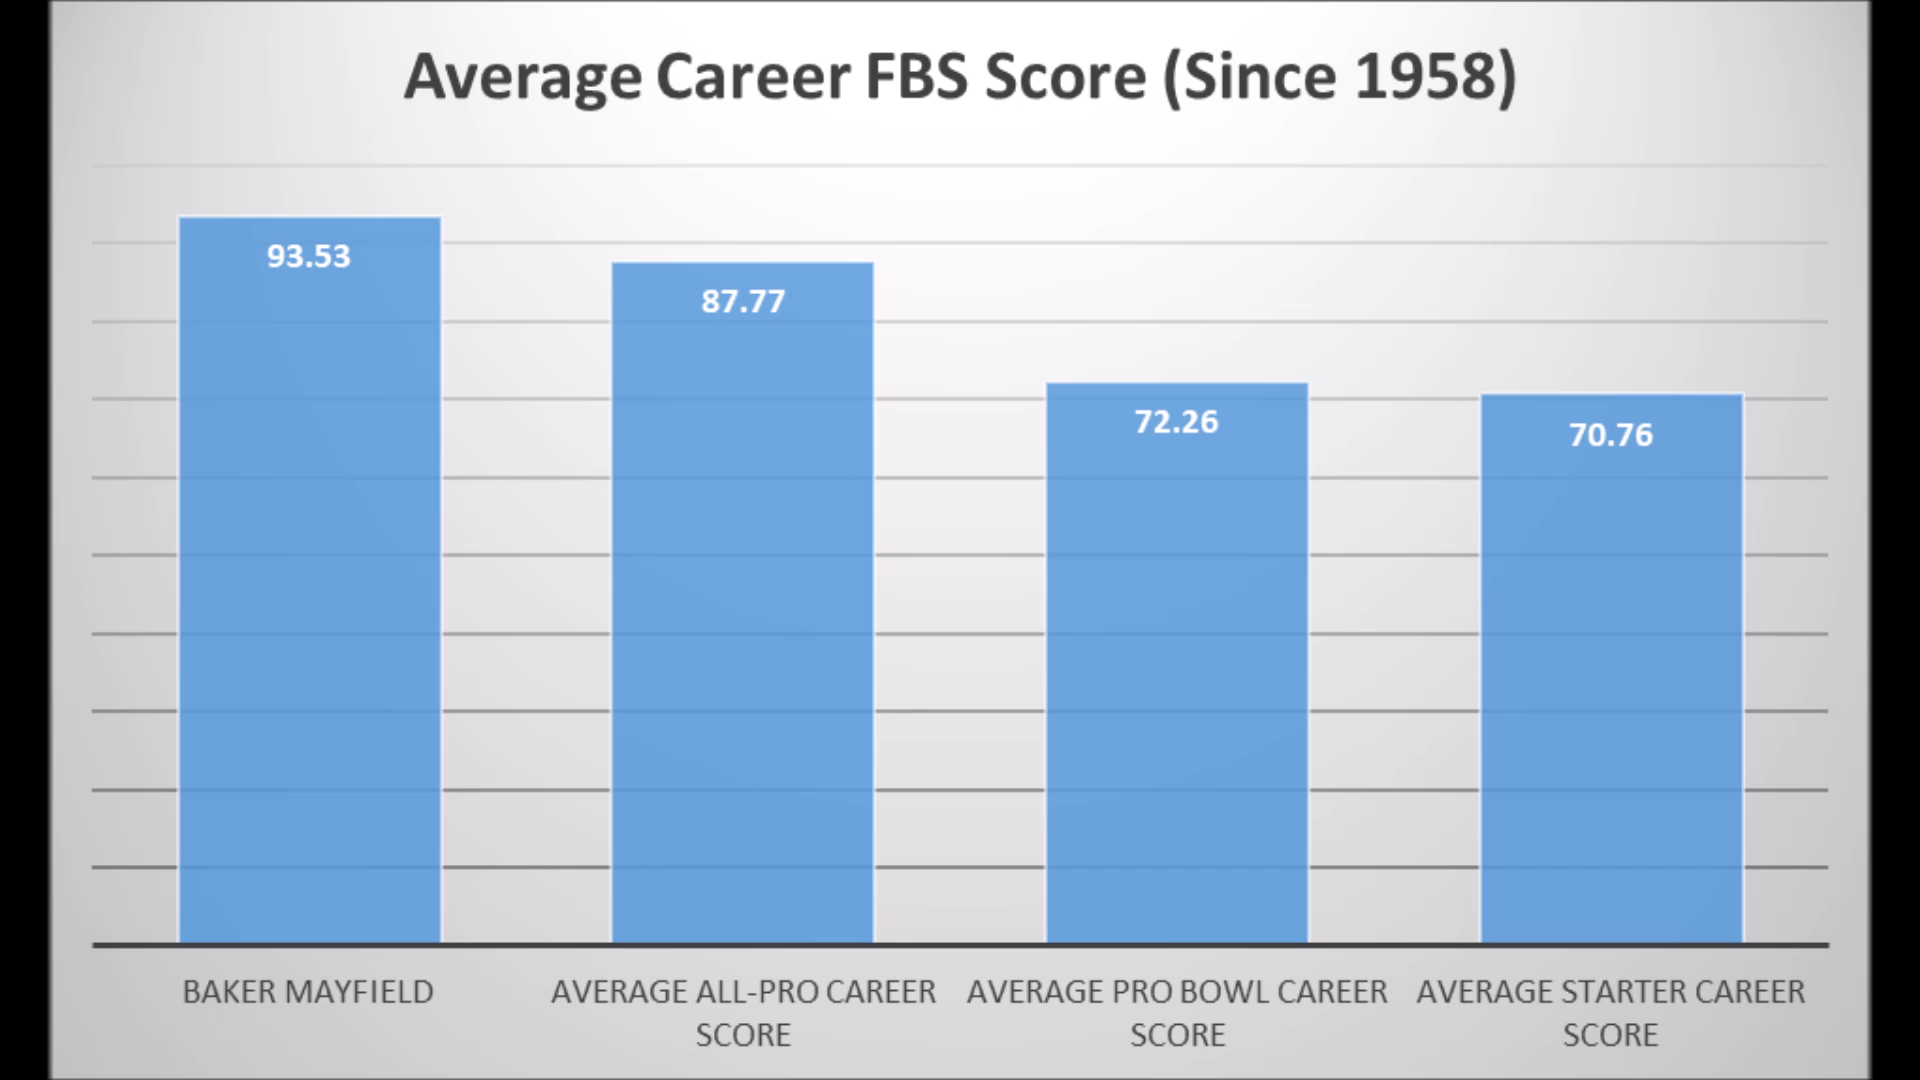 Average Career FBS Score (Since 1958)
93.53
87.77
72.26
70.76
BAKER MAYFIELD
AVERAGE ALL-PRO CAREER
SCORE
AVERAGE PRO BOWL CAREER
SCORE
AVERAGE STARTER CAREER
SCORE